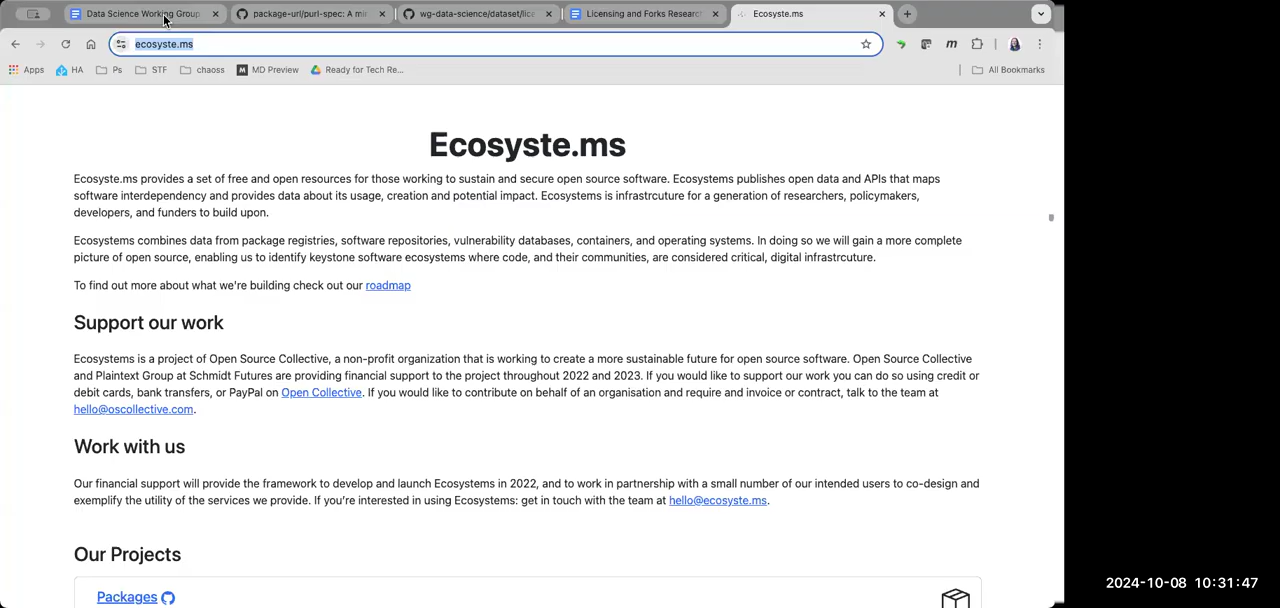 Data Science Working Group
package-url/purl-spec: A mi
wg-data-science/dataset/lice
Licensing and Forks Researc
Ecosyste.ms
ecosyste.ms
Apps
HA
Ps
STF
chaoss
MD Preview
Ready for Tech Re...
All Bookmarks
Ecosyste.ms
Ecosyste.ms provides a set of free and open resources for those working to sustain and secure open source software. Ecosystems publishes open data and APIs that maps
software interdependency and provides data about its usage, creation and potential impact. Ecosystems is infrastrcuture for a generation of researchers, policymakers,
developers, and funders to build upon.
Ecosystems combines data from package registries, software repositories, vulnerability databases, containers, and operating systems. In doing so we will gain a more complete
picture of open source, enabling us to identify keystone software ecosystems where code, and their communities, are considered critical, digital infrastrcuture.
To find out more about what we're building check out our roadmap
Support our work
Ecosystems is a project of Open Source Collective, a non-profit organization that is working to create a more sustainable future for open source software. Open Source Collective
and Plaintext Group at Schmidt Futures are providing financial support to the project throughout 2022 and 2023. If you would like to support our work you can do so using credit or
debit cards, bank transfers, or PayPal on Open Collective. If you would like to contribute on behalf of an organisation and require and invoice or contract, talk to the team at
hello@oscollective.com.
Work with us
Our financial support will provide the framework to develop and launch Ecosystems in 2022, and to work in partnership with a small number of our intended users to co-design and
exemplify the utility of the services we provide. If you're interested in using Ecosystems: get in touch with the team at hello@ecosyste.ms.
Our Projects
Packages
2024-10-08 10:31:47